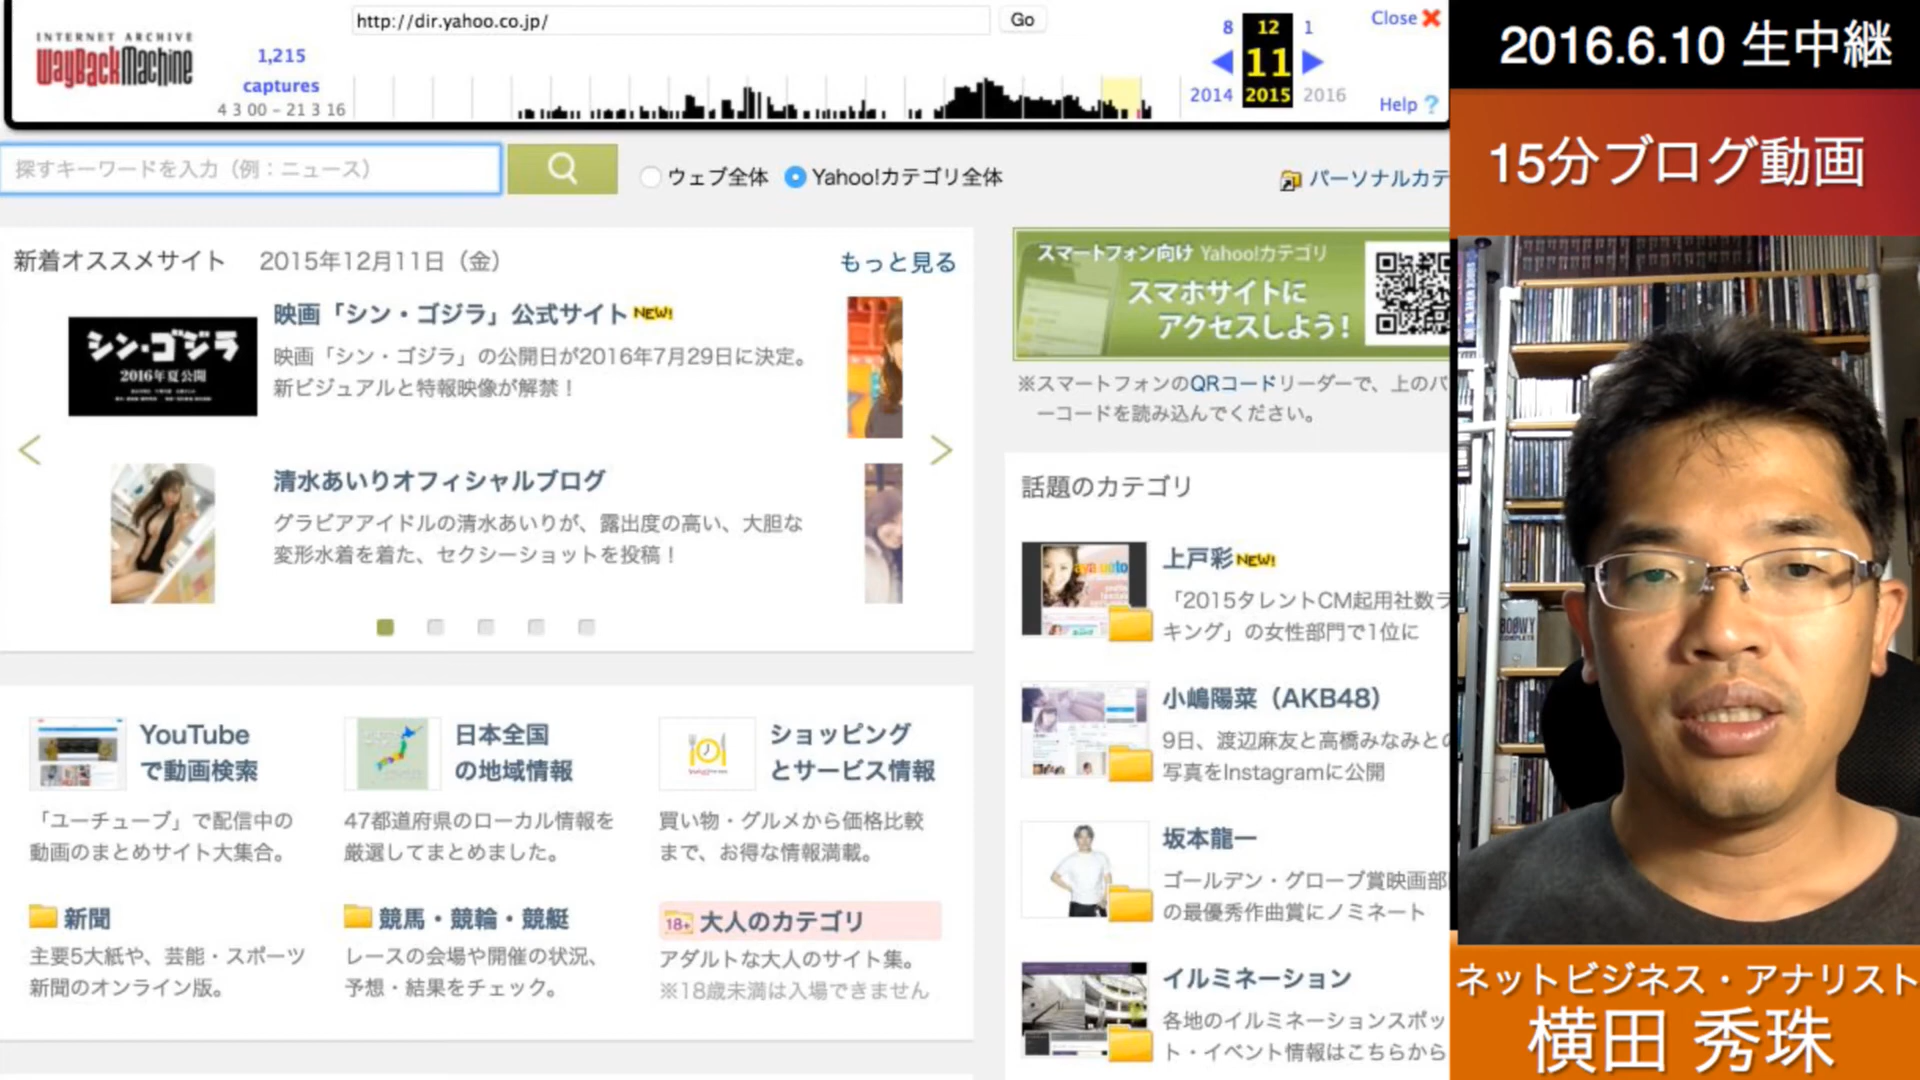 INTERNET ARCHIVE
WayBackMachine
1,215
captures
4 3 00 - 21 3 16
http://dir.yahoo.co.jp/
Go
8 12 1
11
2014 2015 2016
Close
Help ?
探すキーワードを入力（例：ニュース）
ウェブ全体
Yahoo!カテゴリ全体
パーソナルカテ
新着オススメサイト
2015年12月11日（金）
もっと見る
シン・ゴジラ
2016年夏公開
映画「シン・ゴジラ」公式サイト NEW!
映画「シン・ゴジラ」の公開日が2016年7月29日に決定。
新ビジュアルと特報映像が解禁！
清水あいりオフィシャルブログ
グラビアアイドルの清水あいりが、露出度の高い、大胆な
変形水着を着た、セクシーショットを投稿！
YouTube
で動画検索
「ユーチューブ」で配信中の
動画のまとめサイト大集合。
日本全国
の地域情報
47都道府県のローカル情報を
厳選してまとめました。
ショッピング
とサービス情報
買い物・グルメから価格比較
まで、お得な情報満載。
新聞
主要5大紙や、芸能・スポーツ
新聞のオンライン版。
競馬・競輪・競艇
レースの会場や開催の状況、
予想・結果をチェック。
18+ 大人のカテゴリ
アダルトな大人のサイト集。
※18歳未満は入場できません
スマートフォン向け Yahoo!カテゴリ
スマホサイトに
アクセスしよう！
※スマートフォンのQRコードリーダーで、上のバ
ーコードを読み込んでください。
話題のカテゴリ
上戸彩 NEW!
「2015タレントCM起用社数ラ
キング」の女性部門で1位に
小嶋陽菜（AKB48）
9日、渡辺麻友と高橋みなみとの
写真をInstagramに公開
坂本龍一
ゴールデン・グローブ賞映画部
の最優秀作曲賞にノミネート
イルミネーション
各地のイルミネーションスポッ
ト・イベント情報はこちらから
2016.6.10 生中継
15分ブログ動画
BOØWY
COMPLETE
ネットビジネス・アナリスト
横田 秀珠